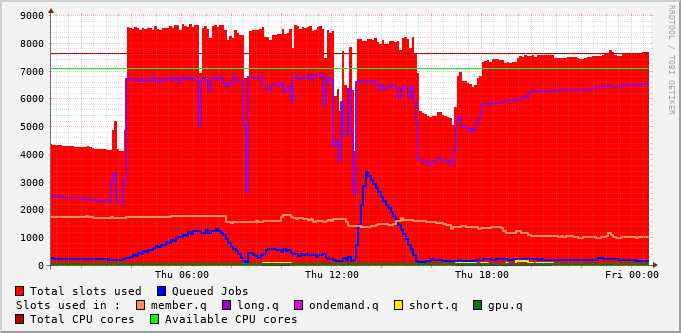 RRDTOOL / TOBI OETIKER
9000
8000
7000
6000
5000
4000
3000
2000
1000
0
Thu 06:00 Thu 12:00 Thu 18:00 Fri 00:00
Total slots used Queued Jobs
Slots used in : member.q long.q ondemand.q short.q gpu.q
Total CPU cores Available CPU cores